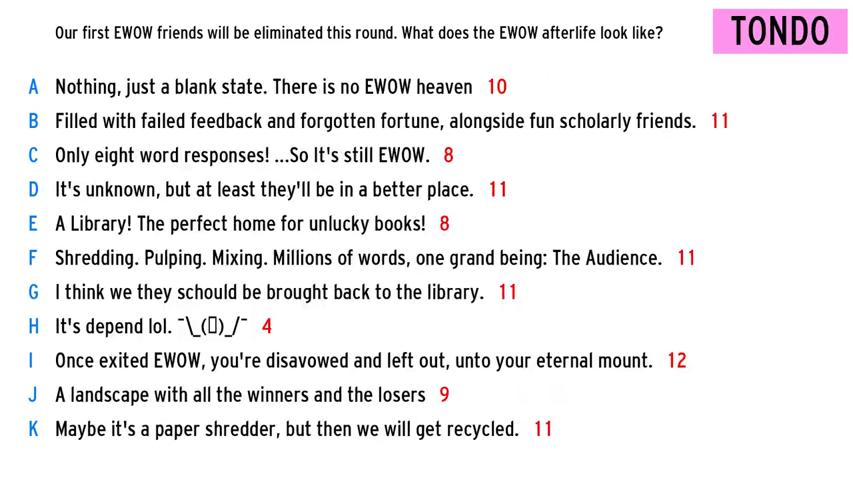 Our first EWOW friends will be eliminated this round. What does the EWOW afterlife look like?
TONDO
A Nothing, just a blank state. There is no EWOW heaven 10
B Filled with failed feedback and forgotten fortune, alongside fun scholarly friends. 11
C Only eight word responses! ...So It's still EWOW. 8
D It's unknown, but at least they'll be in a better place. 11
E A Library! The perfect home for unlucky books! 8
F Shredding. Pulping. Mixing. Millions of words, one grand being: The Audience. 11
G I think we they schould be brought back to the library. 11
H It's depend lol. ¯\_(▯)_/¯ 4
I Once exited EWOW, you're disavowed and left out, unto your eternal mount. 12
J A landscape with all the winners and the losers 9
K Maybe it's a paper shredder, but then we will get recycled. 11